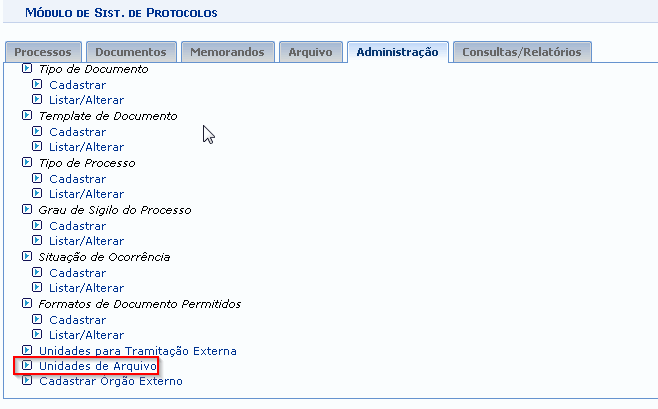 Módulo de Sist. de Protocolos
Processos Documentos Memorandos Arquivo Administração Consultas/Relatórios
Tipo de Documento
Cadastrar
Listar/Alterar
Template de Documento
Cadastrar
Listar/Alterar
Tipo de Processo
Cadastrar
Listar/Alterar
Grau de Sigilo do Processo
Cadastrar
Listar/Alterar
Situação de Ocorrência
Cadastrar
Listar/Alterar
Formatos de Documento Permitidos
Cadastrar
Listar/Alterar
Unidades para Tramitação Externa
Unidades de Arquivo
Cadastrar Orgão Externo